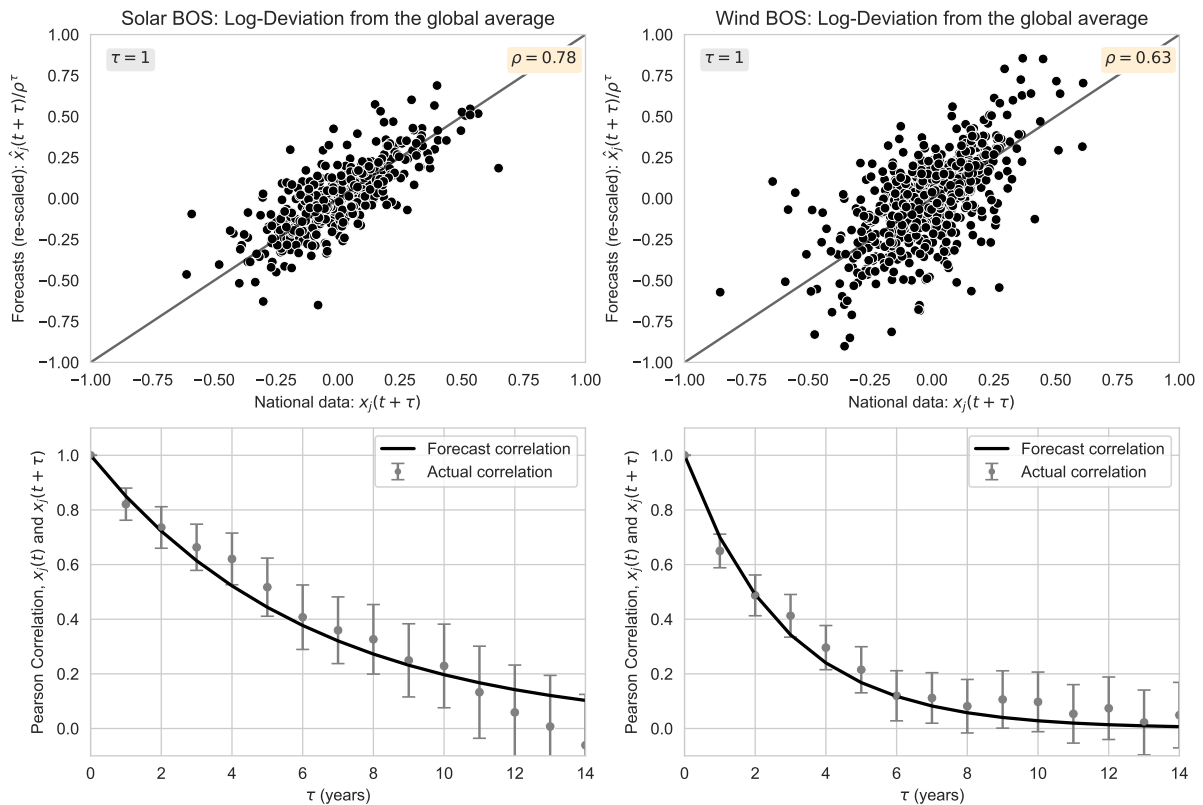 Solar BOS: Log-Deviation from the global average
τ = 1
ρ = 0.78
Forecasts (re-scaled): x̂ⱼ(t + τ)/ρ^τ
1.00
0.75
0.50
0.25
0.00
−0.25
−0.50
−0.75
−1.00
−1.00 −0.75 −0.50 −0.25 0.00 0.25 0.50 0.75 1.00
National data: xⱼ(t + τ)
Wind BOS: Log-Deviation from the global average
τ = 1
ρ = 0.63
Forecasts (re-scaled): x̂ⱼ(t + τ)/ρ^τ
1.00
0.75
0.50
0.25
0.00
−0.25
−0.50
−0.75
−1.00
−1.00 −0.75 −0.50 −0.25 0.00 0.25 0.50 0.75 1.00
National data: xⱼ(t + τ)
Pearson Correlation, xⱼ(t) and xⱼ(t + τ)
1.0
0.8
0.6
0.4
0.2
0.0
Forecast correlation
Actual correlation
0 2 4 6 8 10 12 14
τ (years)
Pearson Correlation, xⱼ(t) and xⱼ(t + τ)
1.0
0.8
0.6
0.4
0.2
0.0
Forecast correlation
Actual correlation
0 2 4 6 8 10 12 14
τ (years)